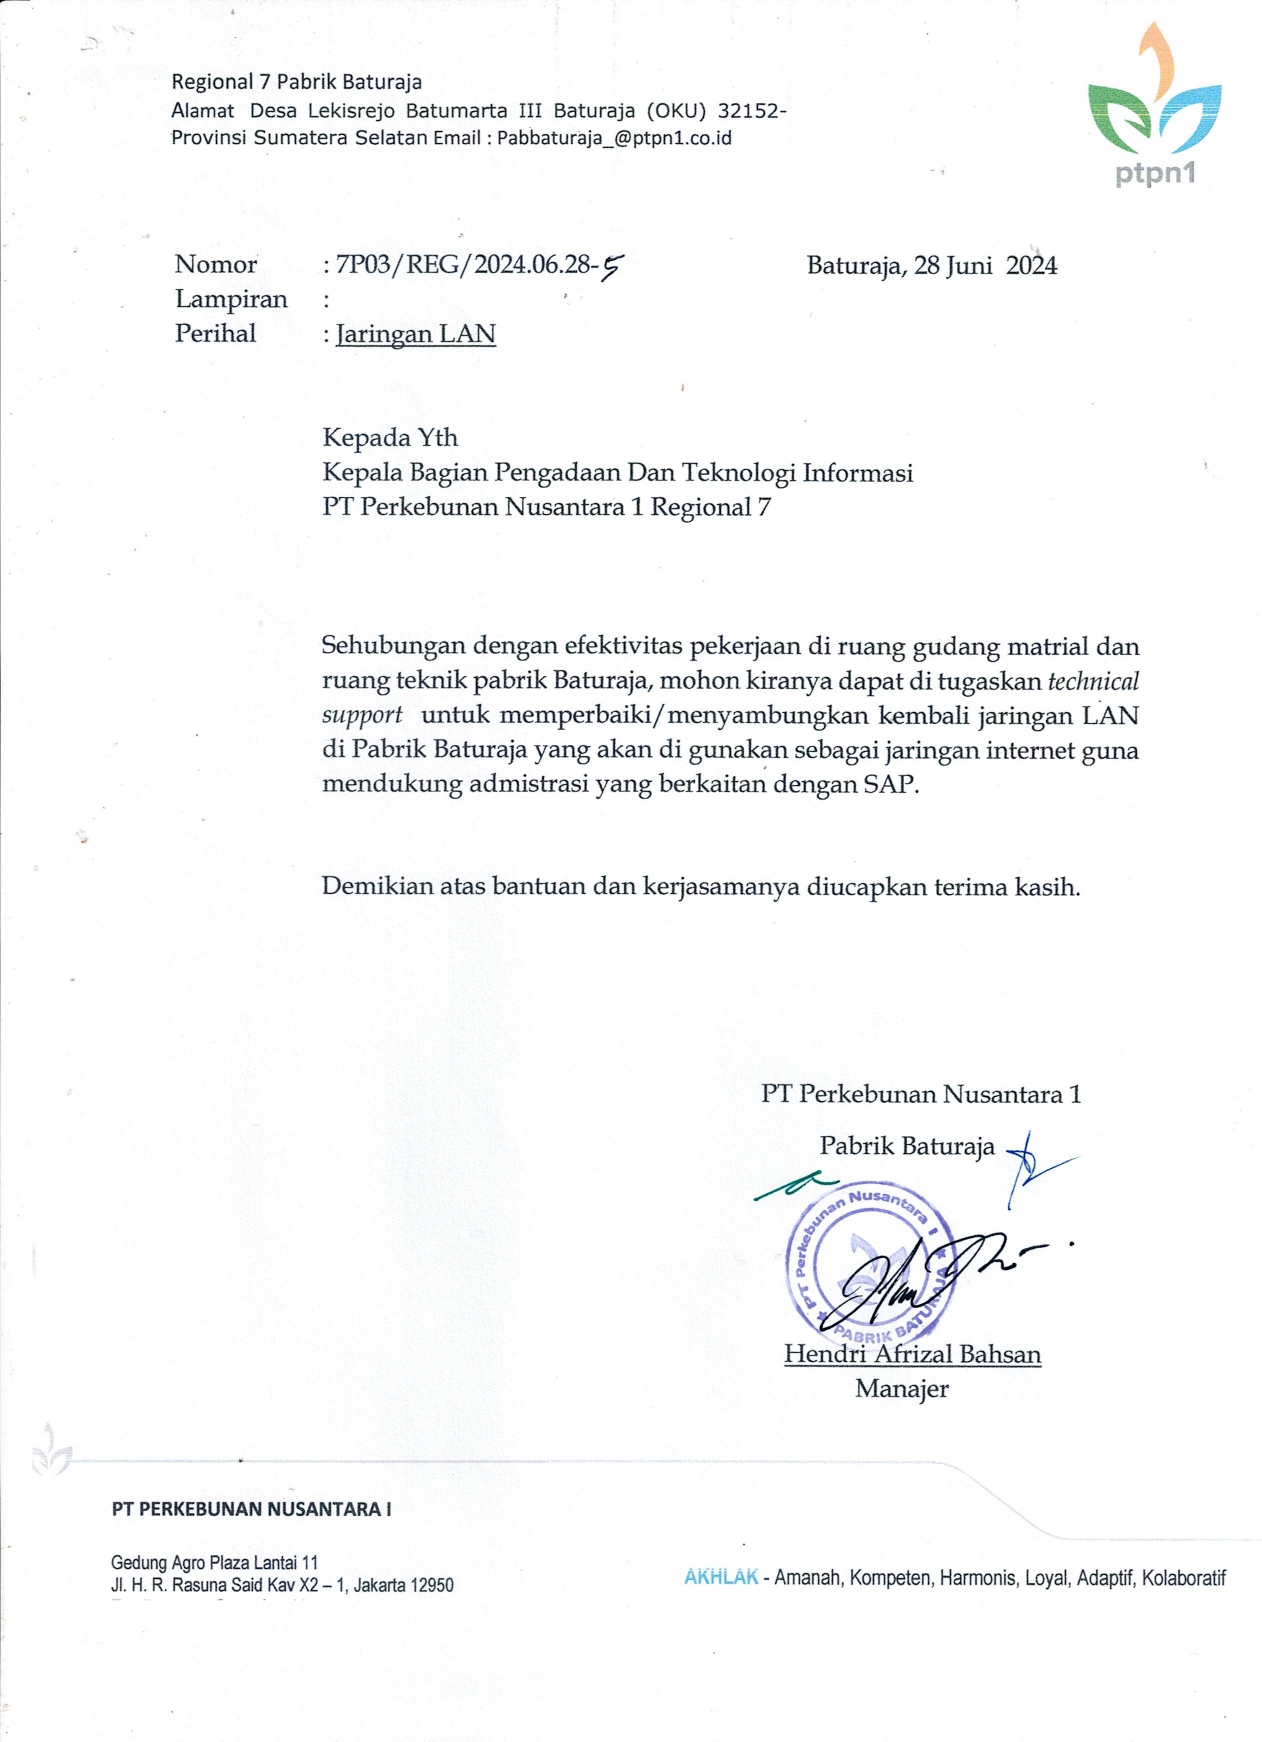 Regional 7 Pabrik Baturaja
Alamat Desa Lekisrejo Batumarta III Baturaja (OKU) 32152-
Provinsi Sumatera Selatan Email : Pabbaturaja_@ptpn1.co.id
ptpn1
Nomor : 7P03/REG/2024.06.28-5 Baturaja, 28 Juni 2024
Lampiran :
Perihal : Jaringan LAN
Kepada Yth
Kepala Bagian Pengadaan Dan Teknologi Informasi
PT Perkebunan Nusantara 1 Regional 7
Sehubungan dengan efektivitas pekerjaan di ruang gudang matrial dan
ruang teknik pabrik Baturaja, mohon kiranya dapat di tugaskan technical
support untuk memperbaiki/menyambungkan kembali jaringan LAN
di Pabrik Baturaja yang akan di gunakan sebagai jaringan internet guna
mendukung admistrasi yang berkaitan dengan SAP.
Demikian atas bantuan dan kerjasamanya diucapkan terima kasih.
PT Perkebunan Nusantara 1
Pabrik Baturaja
PT Perkebunan Nusantara I
PABRIK BATURAJA
Hendri Afrizal Bahsan
Manajer
PT PERKEBUNAN NUSANTARA I
Gedung Agro Plaza Lantai 11
Jl. H. R. Rasuna Said Kav X2 – 1, Jakarta 12950
AKHLAK - Amanah, Kompeten, Harmonis, Loyal, Adaptif, Kolaboratif